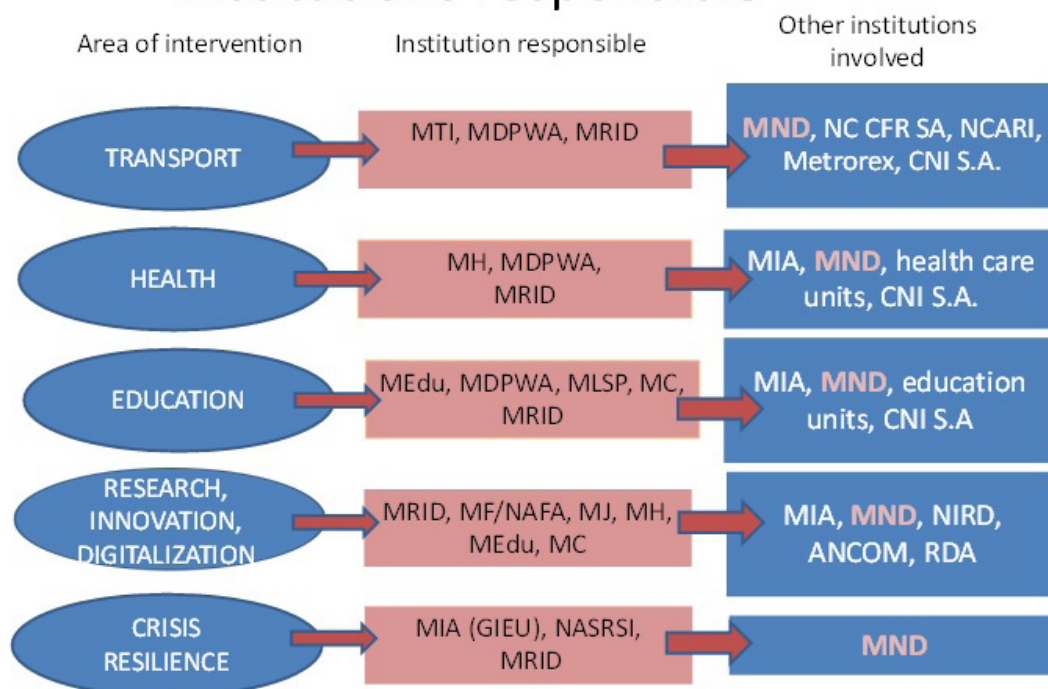 Area of intervention
Institution responsible
Other institutions
involved
TRANSPORT
MTI, MDPWA, MRID
MND, NC CFR SA, NCARI,
Metrorex, CNI S.A.
HEALTH
MH, MDPWA,
MRID
MIA, MND, health care
units, CNI S.A.
EDUCATION
MEdu, MDPWA, MLSP, MC,
MRID
MIA, MND, education
units, CNI S.A
RESEARCH,
INNOVATION,
DIGITALIZATION
MRID, MF/NAFA, MJ, MH,
MEdu, MC
MIA, MND, NIRD,
ANCOM, RDA
CRISIS
RESILIENCE
MIA (GIEU), NASRSI,
MRID
MND